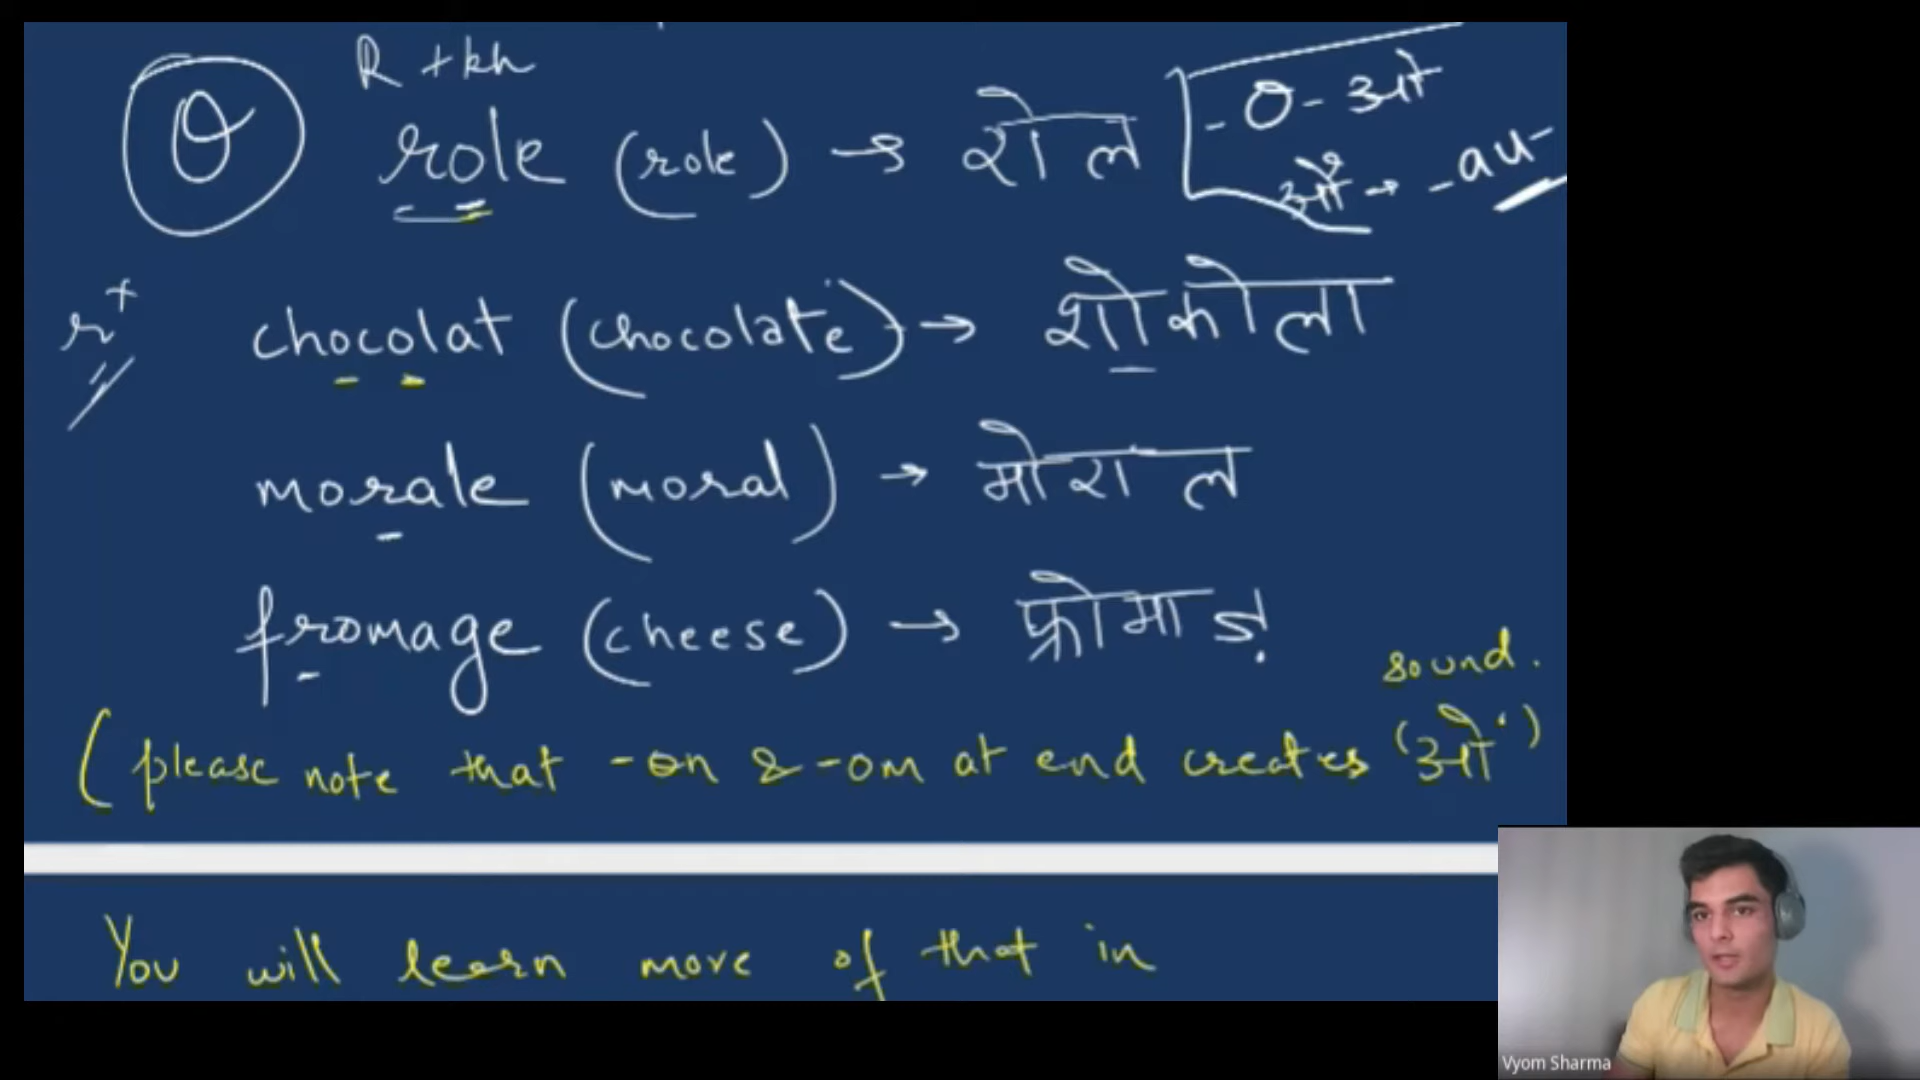 R + kh
O role (role) → रोल - O - ओ
औ → - au -
r+ chocolat (chocolate) → शोकोला
morale (moral) → मोराल
fromage (cheese) → फ्रोमाज़
sound.
(please note that -on & -om at end creates (ओं)
You will learn more of that in
Vyom Sharma